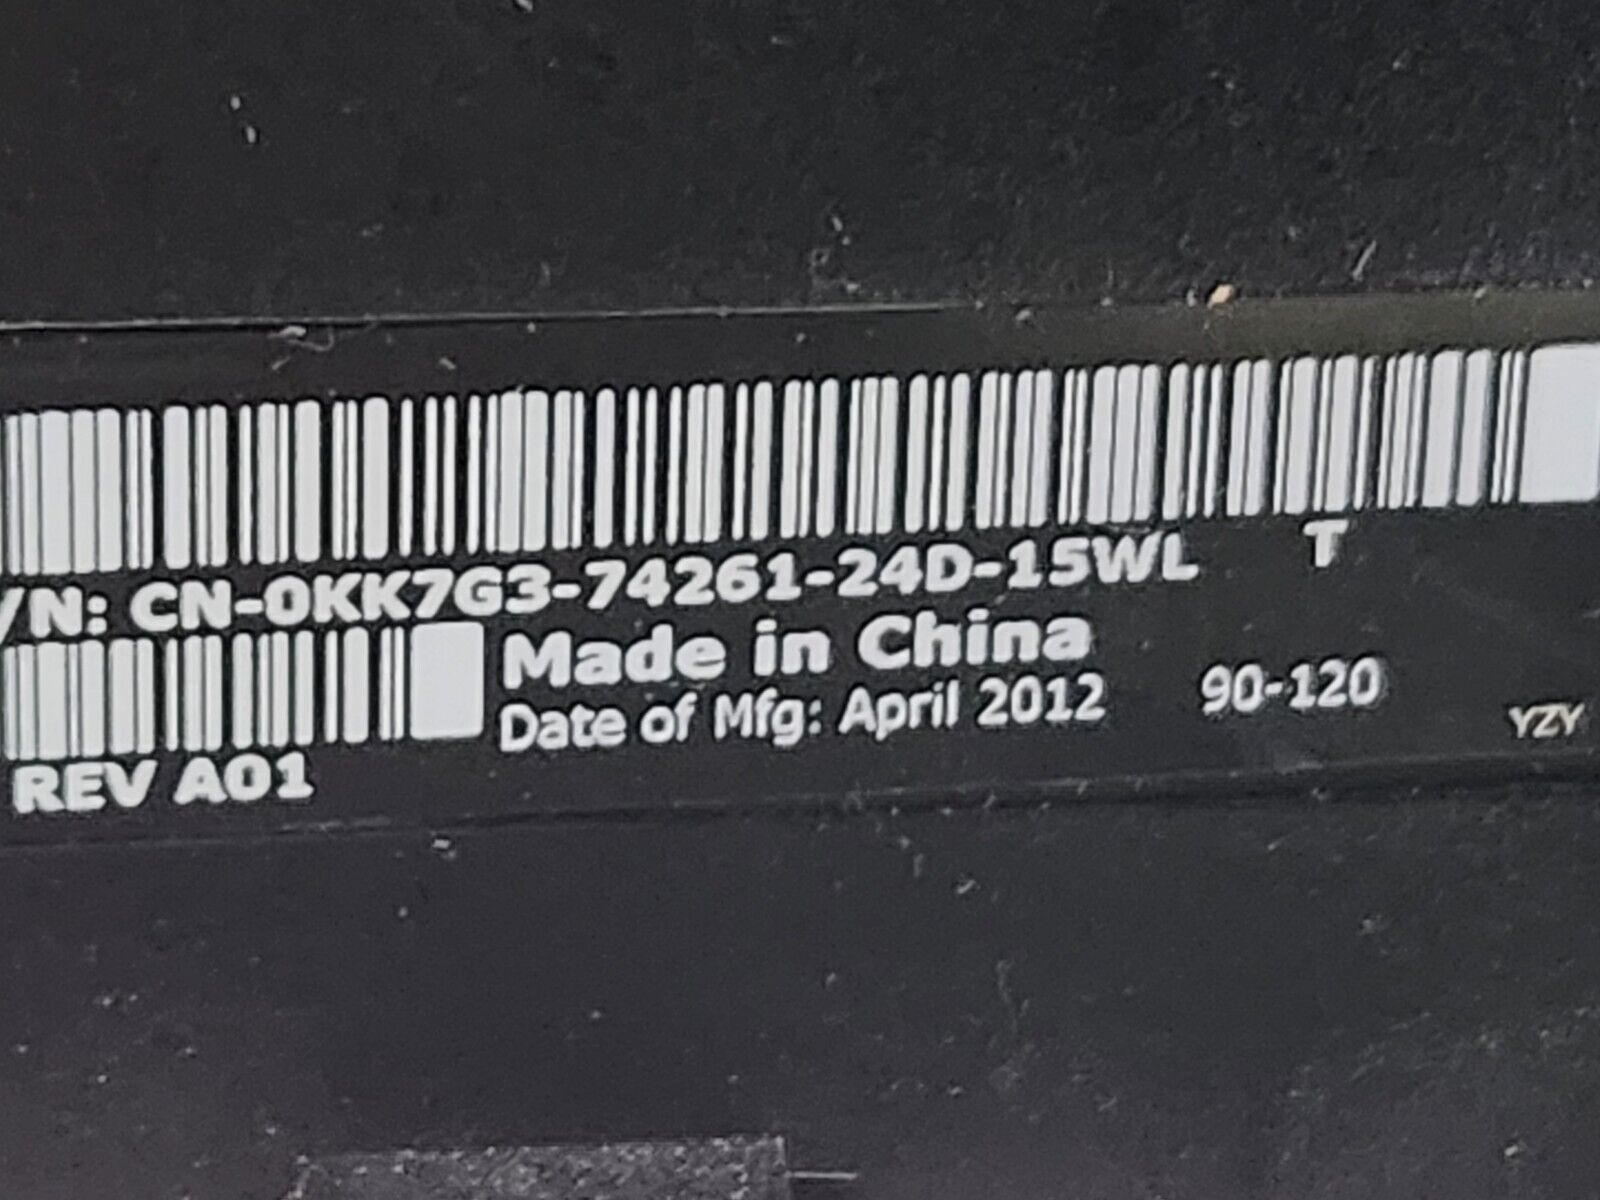 /N: CN-0KK7G3-74261-24D-15WL T
Made in China
Date of Mfg: April 2012 90-120
YZY
REV A01